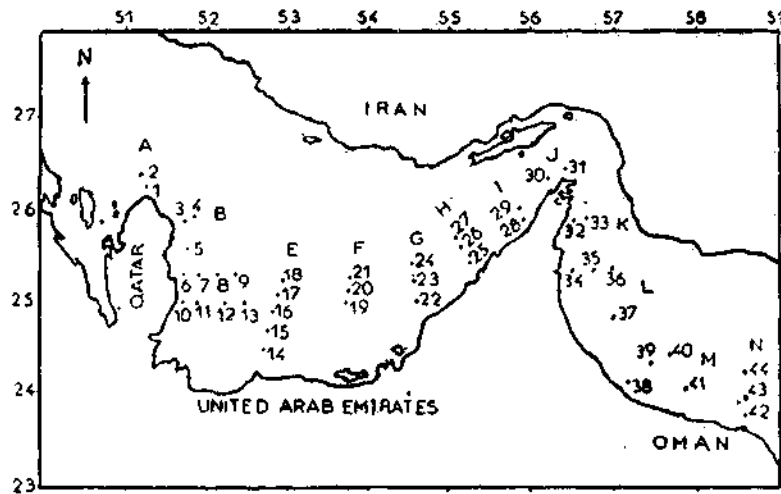 51 52 53 54 55 56 57 58 51
N
27
IRAN
A
2
1
J
31
30
26
3 4 B
H
I
27 29
26 28
25
32 33 K
QATAR
5
E F G
24
6 7 8 9 18 21 23
17 20 22
25
10 11 12 13 16 19
15
14
35
34 36 L
37
39 40 M N
44
43
38 41 42
24
UNITED ARAB EMIRATES
OMAN
23